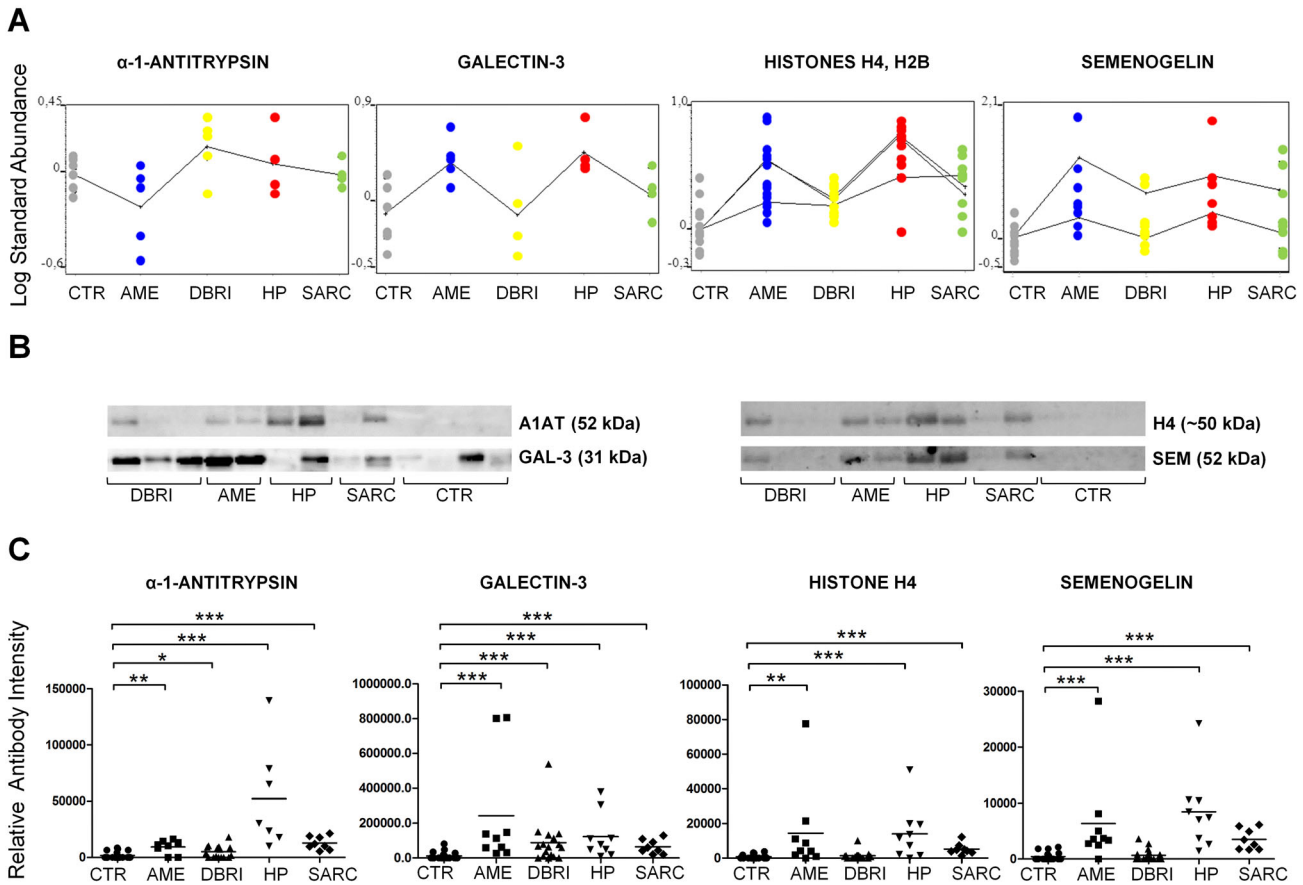 A
α-1-ANTITRYPSIN GALECTIN-3 HISTONES H4, H2B SEMENOGELIN
Log Standard Abundance
0,45 0,9 1,0 2,1
0 0 0 0
-0,6 -0,5 -0,3 -0,5
CTR AME DBRI HP SARC CTR AME DBRI HP SARC CTR AME DBRI HP SARC CTR AME DBRI HP SARC
B
A1AT (52 kDa) H4 (~50 kDa)
GAL-3 (31 kDa) SEM (52 kDa)
DBRI AME HP SARC CTR DBRI AME HP SARC CTR
C
α-1-ANTITRYPSIN GALECTIN-3 HISTONE H4 SEMENOGELIN
Relative Antibody Intensity
*** *** * **
150000
100000
50000
0
CTR AME DBRI HP SARC
*** *** *** ***
1000000.0
800000.0
600000.0
400000.0
200000.0
0.0
CTR AME DBRI HP SARC
*** *** **
100000
80000
60000
40000
20000
0
CTR AME DBRI HP SARC
*** *** ***
30000
20000
10000
0
CTR AME DBRI HP SARC